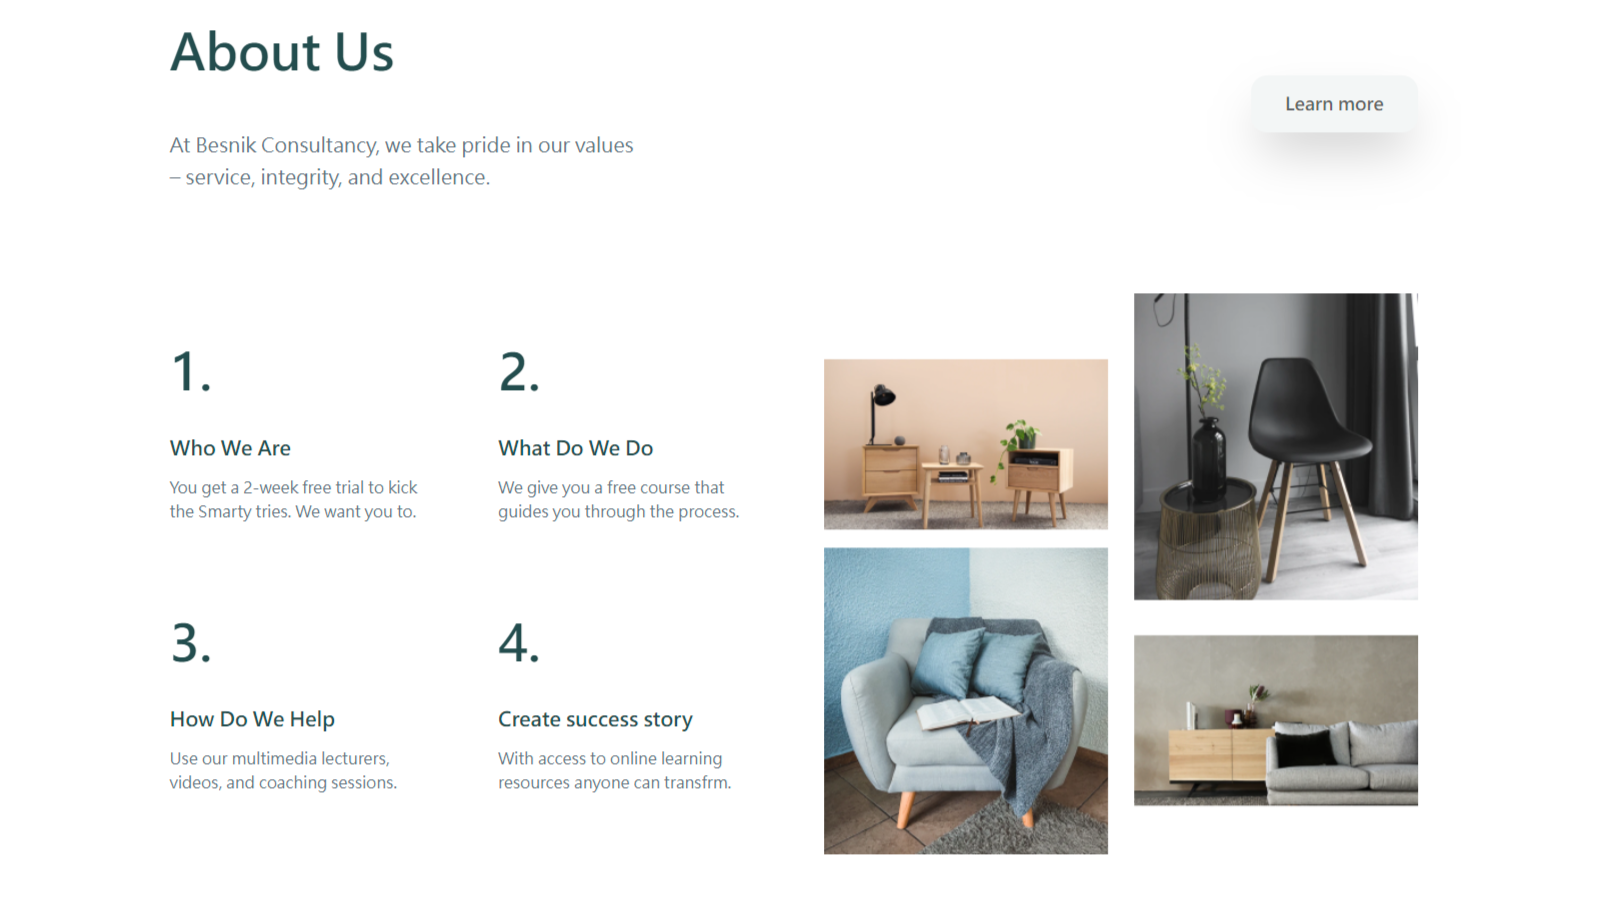 About Us
Learn more
At Besnik Consultancy, we take pride in our values
– service, integrity, and excellence.
1.
Who We Are
You get a 2-week free trial to kick
the Smarty tries. We want you to.
2.
What Do We Do
We give you a free course that
guides you through the process.
3.
How Do We Help
Use our multimedia lecturers,
videos, and coaching sessions.
4.
Create success story
With access to online learning
resources anyone can transfrm.